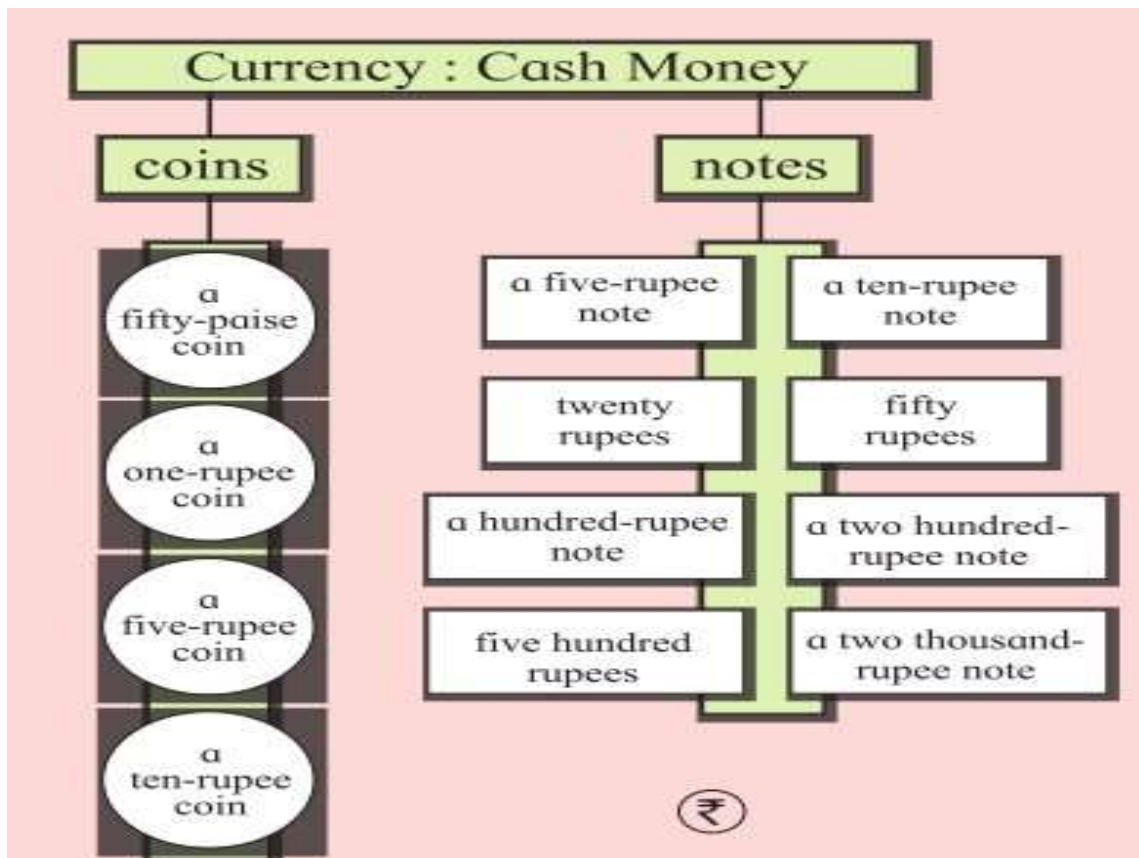 Currency : Cash Money
coins
notes
a
fifty-paise
coin
a
one-rupee
coin
a
five-rupee
coin
a
ten-rupee
coin
a five-rupee
note
a ten-rupee
note
twenty
rupees
fifty
rupees
a hundred-rupee
note
a two hundred-
rupee note
five hundred
rupees
a two thousand-
rupee note
₹